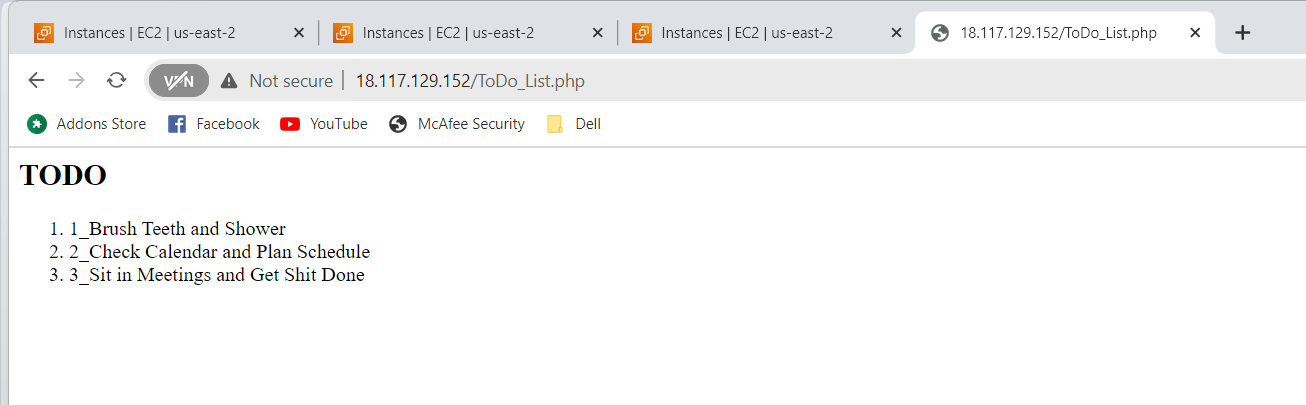 Instances | EC2 | us-east-2
Instances | EC2 | us-east-2
Instances | EC2 | us-east-2
18.117.129.152/ToDo_List.php
VPN
Not secure
18.117.129.152/ToDo_List.php
Addons Store
Facebook
YouTube
McAfee Security
Dell
TODO
1. 1_Brush Teeth and Shower
2. 2_Check Calendar and Plan Schedule
3. 3_Sit in Meetings and Get Shit Done